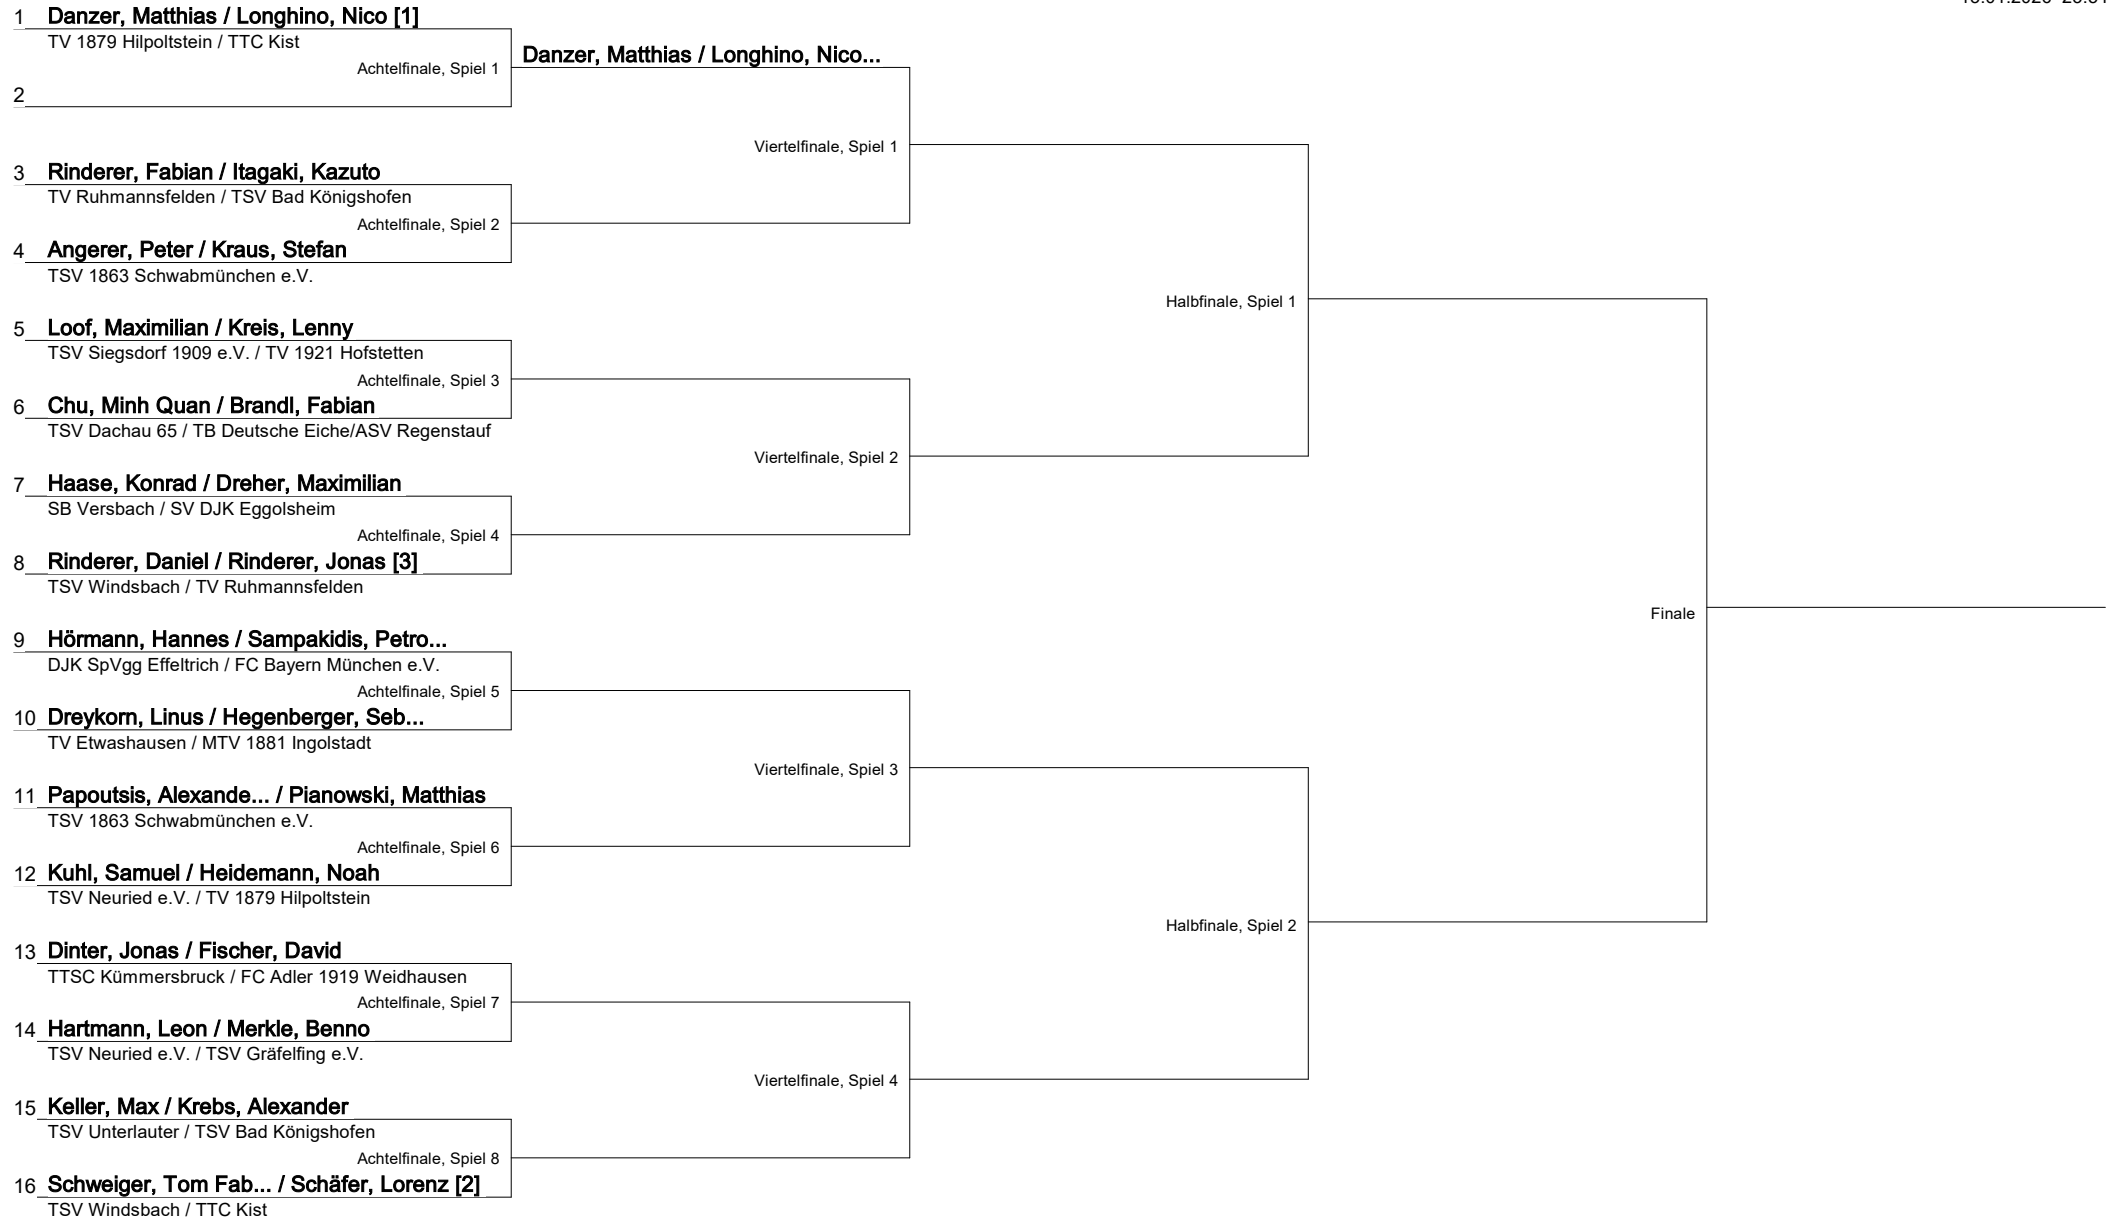 1 Danzer, Matthias / Longhino, Nico [1]
TV 1879 Hilpoltstein / TTC Kist
Achtelfinale, Spiel 1
Danzer, Matthias / Longhino, Nico...
2
Viertelfinale, Spiel 1
3 Rinderer, Fabian / Itagaki, Kazuto
TV Ruhmannsfelden / TSV Bad Königshofen
Achtelfinale, Spiel 2
4 Angerer, Peter / Kraus, Stefan
TSV 1863 Schwabmünchen e.V.
Halbfinale, Spiel 1
5 Loof, Maximilian / Kreis, Lenny
TSV Siegsdorf 1909 e.V. / TV 1921 Hofstetten
Achtelfinale, Spiel 3
6 Chu, Minh Quan / Brandl, Fabian
TSV Dachau 65 / TB Deutsche Eiche/ASV Regenstauf
Viertelfinale, Spiel 2
7 Haase, Konrad / Dreher, Maximilian
SB Versbach / SV DJK Eggolsheim
Achtelfinale, Spiel 4
8 Rinderer, Daniel / Rinderer, Jonas [3]
TSV Windsbach / TV Ruhmannsfelden
Finale
9 Hörmann, Hannes / Sampakidis, Petro...
DJK SpVgg Effeltrich / FC Bayern München e.V.
Achtelfinale, Spiel 5
10 Dreykorn, Linus / Hegenberger, Seb...
TV Etwashausen / MTV 1881 Ingolstadt
Viertelfinale, Spiel 3
11 Papoutsis, Alexande... / Pianowski, Matthias
TSV 1863 Schwabmünchen e.V.
Achtelfinale, Spiel 6
12 Kuhl, Samuel / Heidemann, Noah
TSV Neuried e.V. / TV 1879 Hilpoltstein
Halbfinale, Spiel 2
13 Dinter, Jonas / Fischer, David
TTSC Kümmersbruck / FC Adler 1919 Weidhausen
Achtelfinale, Spiel 7
14 Hartmann, Leon / Merkle, Benno
TSV Neuried e.V. / TSV Gräfelfing e.V.
Viertelfinale, Spiel 4
15 Keller, Max / Krebs, Alexander
TSV Unterlauter / TSV Bad Königshofen
Achtelfinale, Spiel 8
16 Schweiger, Tom Fab... / Schäfer, Lorenz [2]
TSV Windsbach / TTC Kist